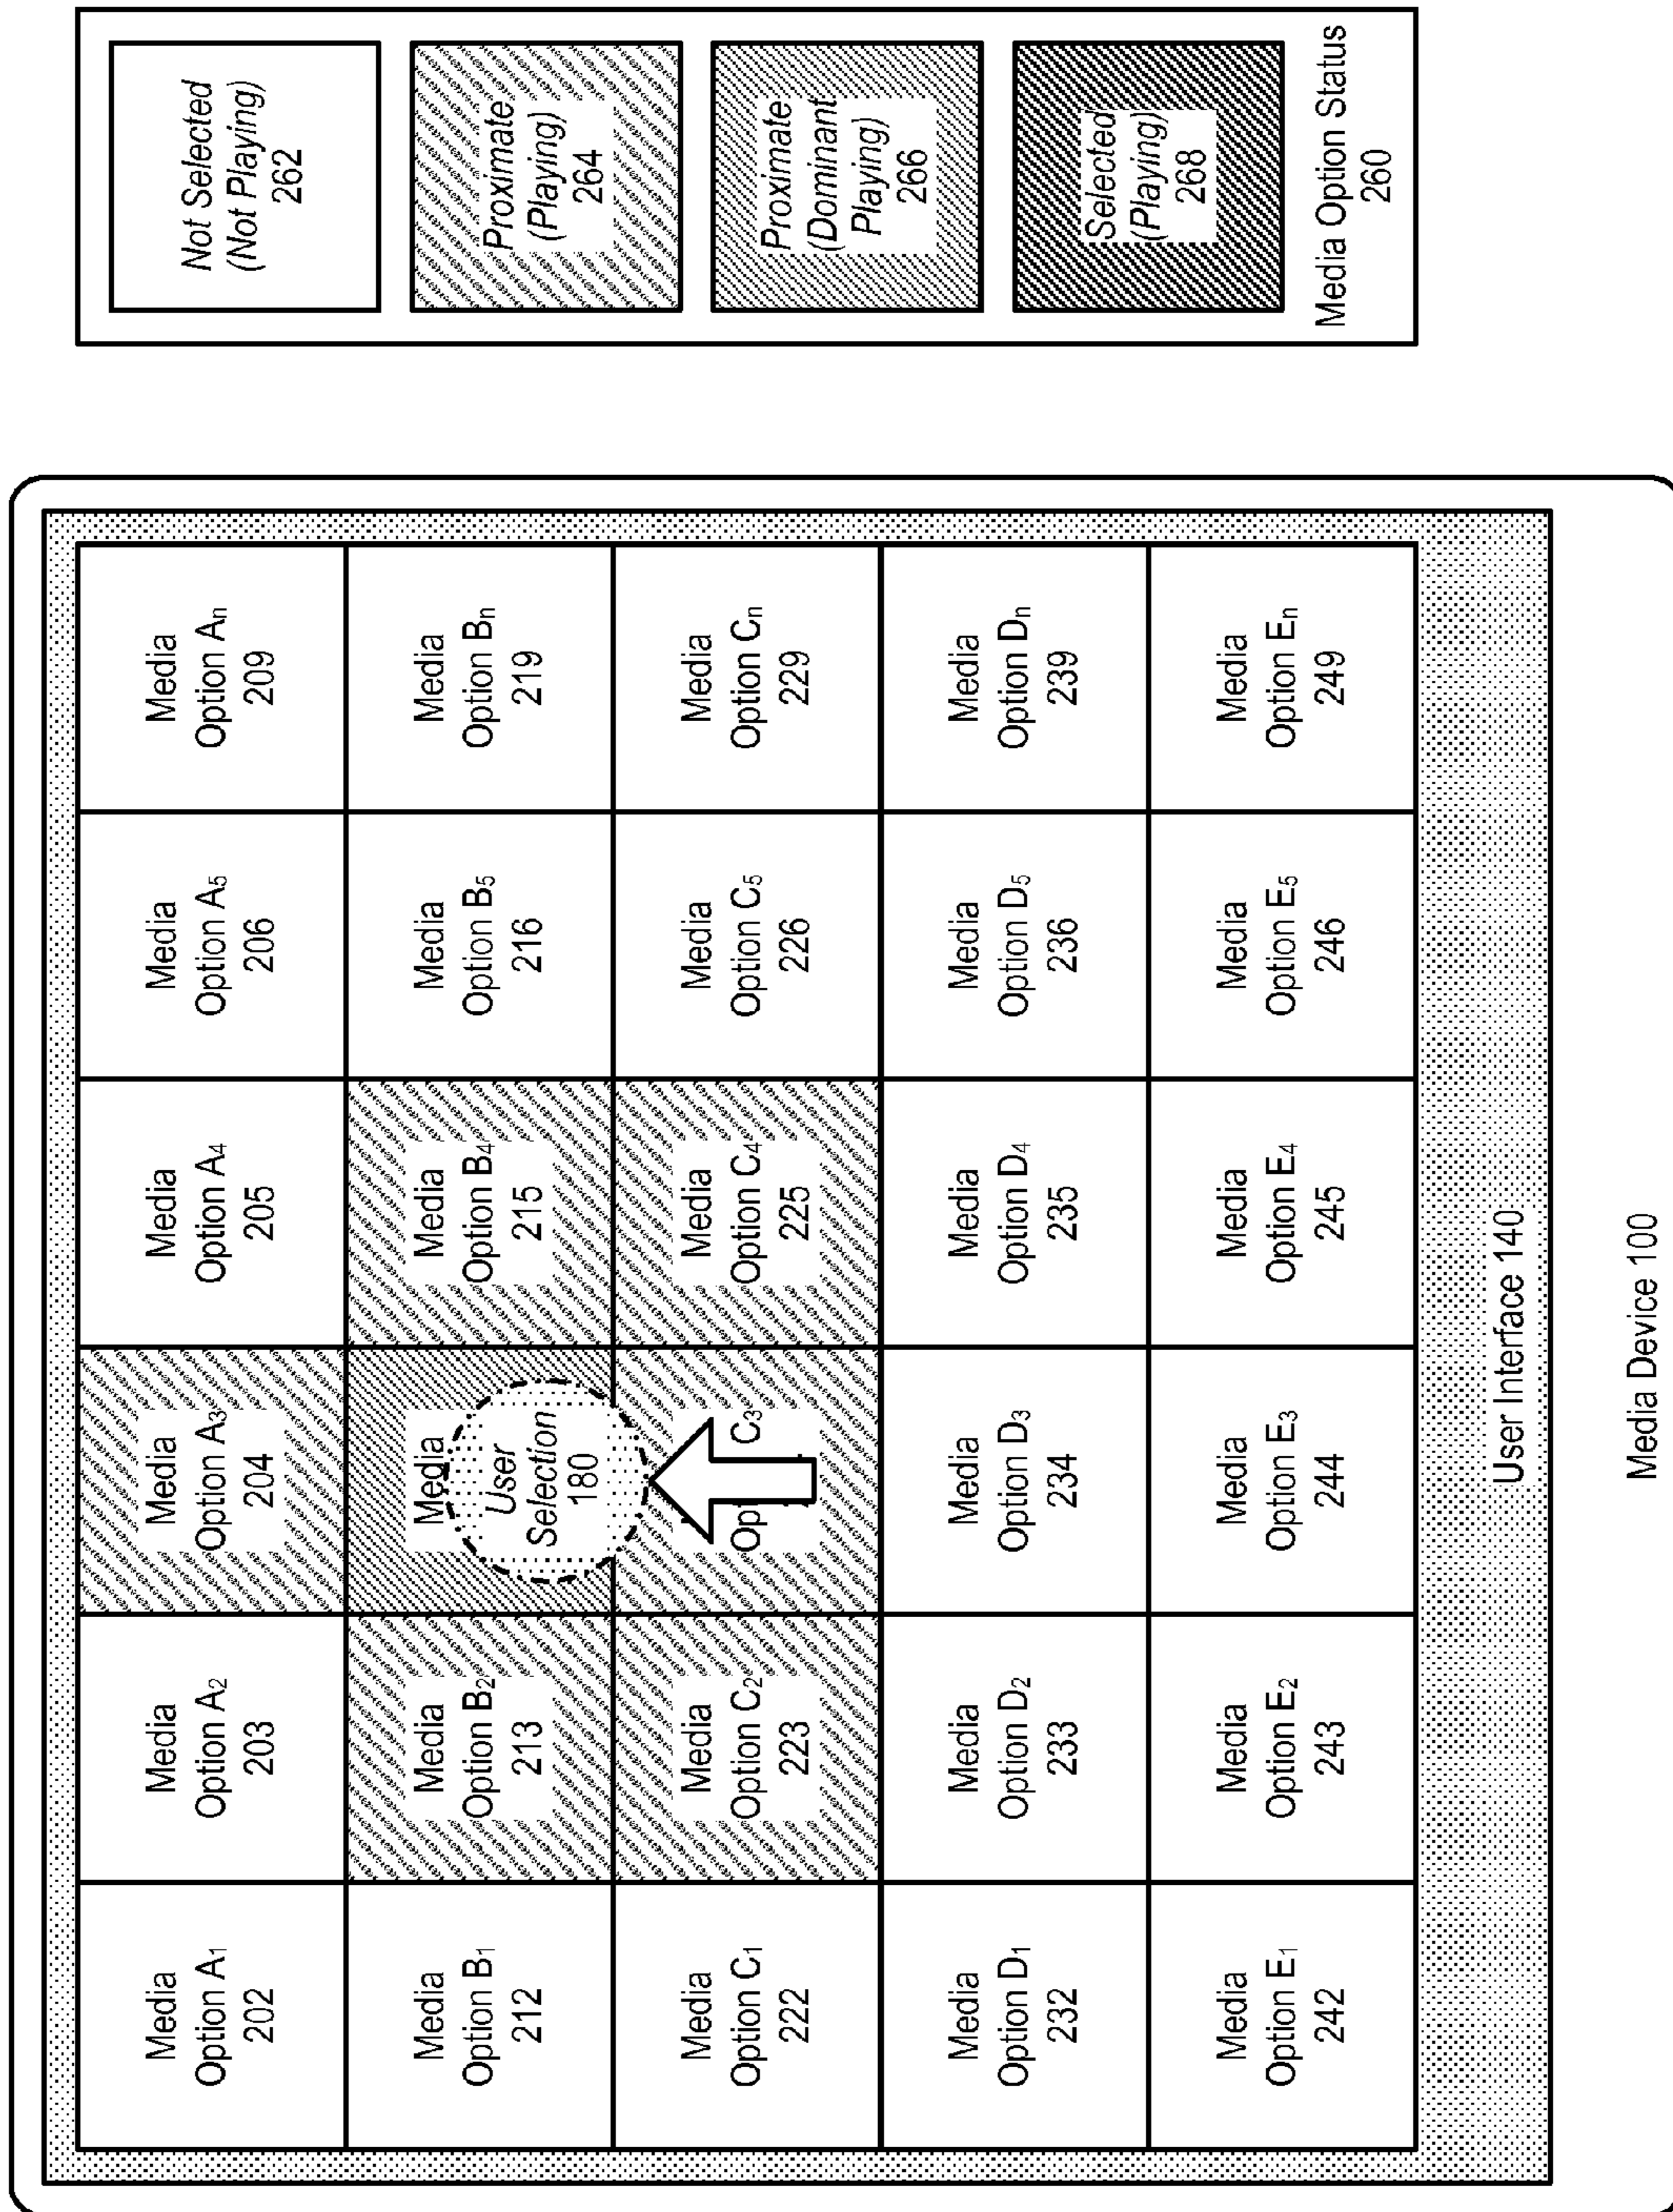 Media
Option A₁
202
Media
Option A₂
203
Media
Option A₃
204
Media
Option A₄
205
Media
Option A₅
206
Media
Option Aₙ
209
Media
Option B₁
212
Media
Option B₂
213
Media
User
Selection
180
Media
Option B₄
215
Media
Option B₅
216
Media
Option Bₙ
219
Media
Option C₁
222
Media
Option C₂
223
C₃
Media
Option C₄
225
Media
Option C₅
226
Media
Option Cₙ
229
Media
Option D₁
232
Media
Option D₂
233
Media
Option D₃
234
Media
Option D₄
235
Media
Option D₅
236
Media
Option Dₙ
239
Media
Option E₁
242
Media
Option E₂
243
Media
Option E₃
244
Media
Option E₄
245
Media
Option E₅
246
Media
Option Eₙ
249
User Interface 140
Media Device 100
Not Selected
(Not Playing)
262
Proximate
(Playing)
264
Proximate
(Dominant
Playing)
266
Selected
(Playing)
268
Media Option Status
260